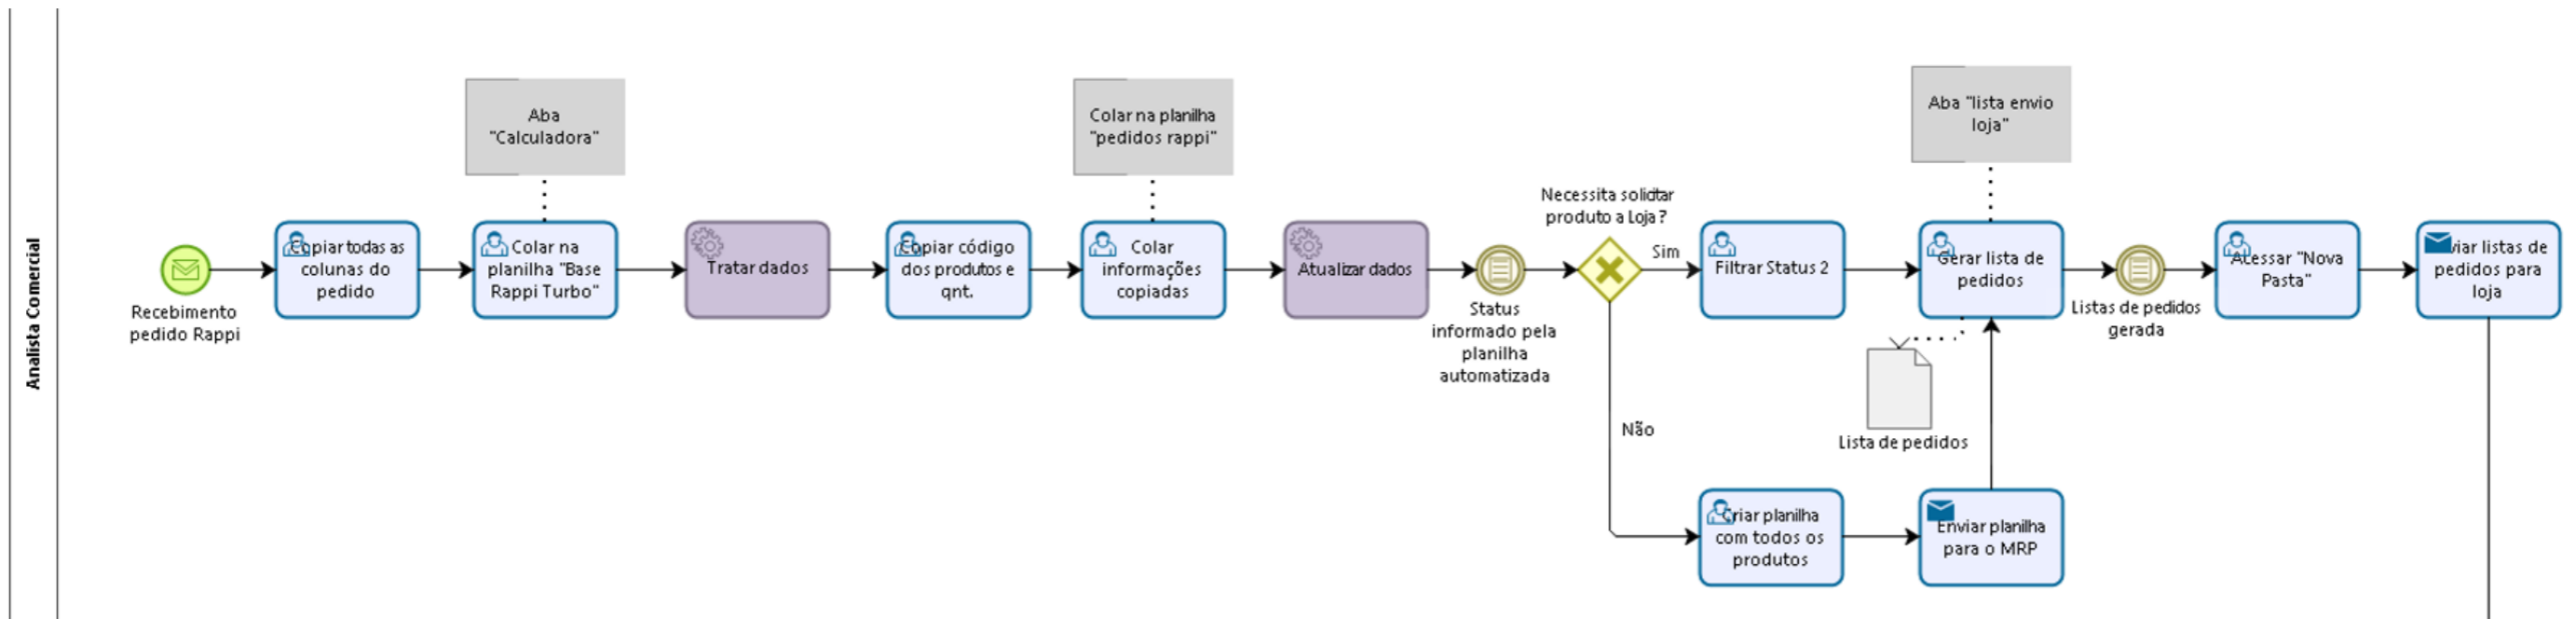 Analista Comercial
Recebimento
pedido Rappi
Copiar todas as
colunas do
pedido
Aba
"Calculadora"
Colar na
planilha "Base
Rappi Turbo"
Tratar dados
Copiar código
dos produtos e
qnt.
Colar na planilha
"pedidos rappi"
Colar
informações
copiadas
Atualizar dados
Status
informado pela
planilha
automatizada
Necessita solicitar
produto a Loja?
Sim
Não
Filtrar Status 2
Aba "lista envio
loja"
Gerar lista de
pedidos
Lista de pedidos
Criar planilha
com todos os
produtos
Enviar planilha
para o MRP
Listas de pedidos
gerada
Acessar "Nova
Pasta"
Enviar listas de
pedidos para
loja